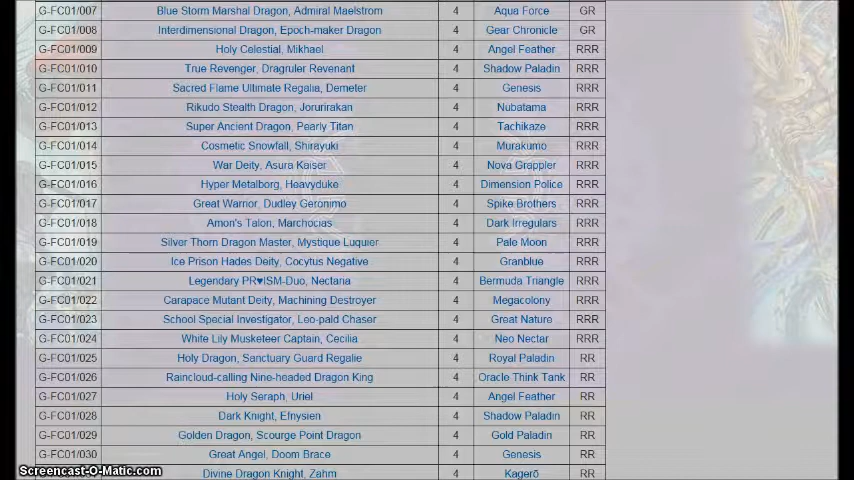 G-FC01/007 Blue Storm Marshal Dragon, Admiral Maelstrom 4 Aqua Force GR
G-FC01/008 Interdimensional Dragon, Epoch-maker Dragon 4 Gear Chronicle GR
G-FC01/009 Holy Celestial, Mikhael 4 Angel Feather RRR
G-FC01/010 True Revenger, Dragruler Revenant 4 Shadow Paladin RRR
G-FC01/011 Sacred Flame Ultimate Regalia, Demeter 4 Genesis RRR
G-FC01/012 Rikudo Stealth Dragon, Jorurirakan 4 Nubatama RRR
G-FC01/013 Super Ancient Dragon, Pearly Titan 4 Tachikaze RRR
G-FC01/014 Cosmetic Snowfall, Shirayuki 4 Murakumo RRR
G-FC01/015 War Deity, Asura Kaiser 4 Nova Grappler RRR
G-FC01/016 Hyper Metalborg, Heavyduke 4 Dimension Police RRR
G-FC01/017 Great Warrior, Dudley Geronimo 4 Spike Brothers RRR
G-FC01/018 Amon's Talon, Marchocias 4 Dark Irregulars RRR
G-FC01/019 Silver Thorn Dragon Master, Mystique Luquier 4 Pale Moon RRR
G-FC01/020 Ice Prison Hades Deity, Cocytus Negative 4 Granblue RRR
G-FC01/021 Legendary PR♥ISM-Duo, Nectaria 4 Bermuda Triangle RRR
G-FC01/022 Carapace Mutant Deity, Machining Destroyer 4 Megacolony RRR
G-FC01/023 School Special Investigator, Leo-pald Chaser 4 Great Nature RRR
G-FC01/024 White Lily Musketeer Captain, Cecilia 4 Neo Nectar RRR
G-FC01/025 Holy Dragon, Sanctuary Guard Regalie 4 Royal Paladin RR
G-FC01/026 Raincloud-calling Nine-headed Dragon King 4 Oracle Think Tank RR
G-FC01/027 Holy Seraph, Uriel 4 Angel Feather RR
G-FC01/028 Dark Knight, Efnysien 4 Shadow Paladin RR
G-FC01/029 Golden Dragon, Scourge Point Dragon 4 Gold Paladin RR
G-FC01/030 Great Angel, Doom Brace 4 Genesis RR
Divine Dragon Knight, Zahm 4 Kagerō RR
Screencast-O-Matic.com